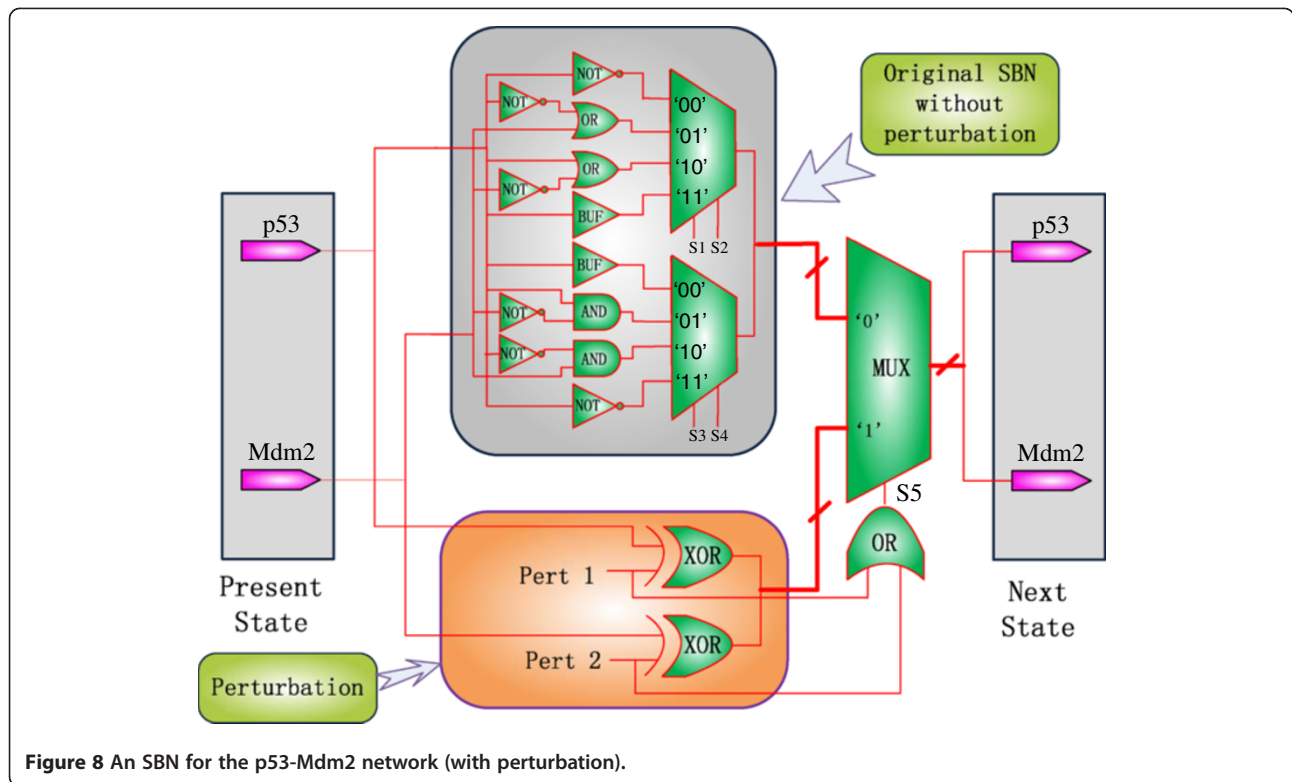 NOT
NOT
OR
OR
NOT
BUF
'00'
'01'
'10'
'11'
S1 S2
BUF
NOT
AND
NOT
AND
NOT
'00'
'01'
'10'
'11'
S3 S4
Original SBN
without
perturbation
p53
Mdm2
Present
State
'0'
MUX
'1'
S5
OR
p53
Mdm2
Next
State
XOR
Pert 1
XOR
Pert 2
Perturbation
Figure 8 An SBN for the p53-Mdm2 network (with perturbation).